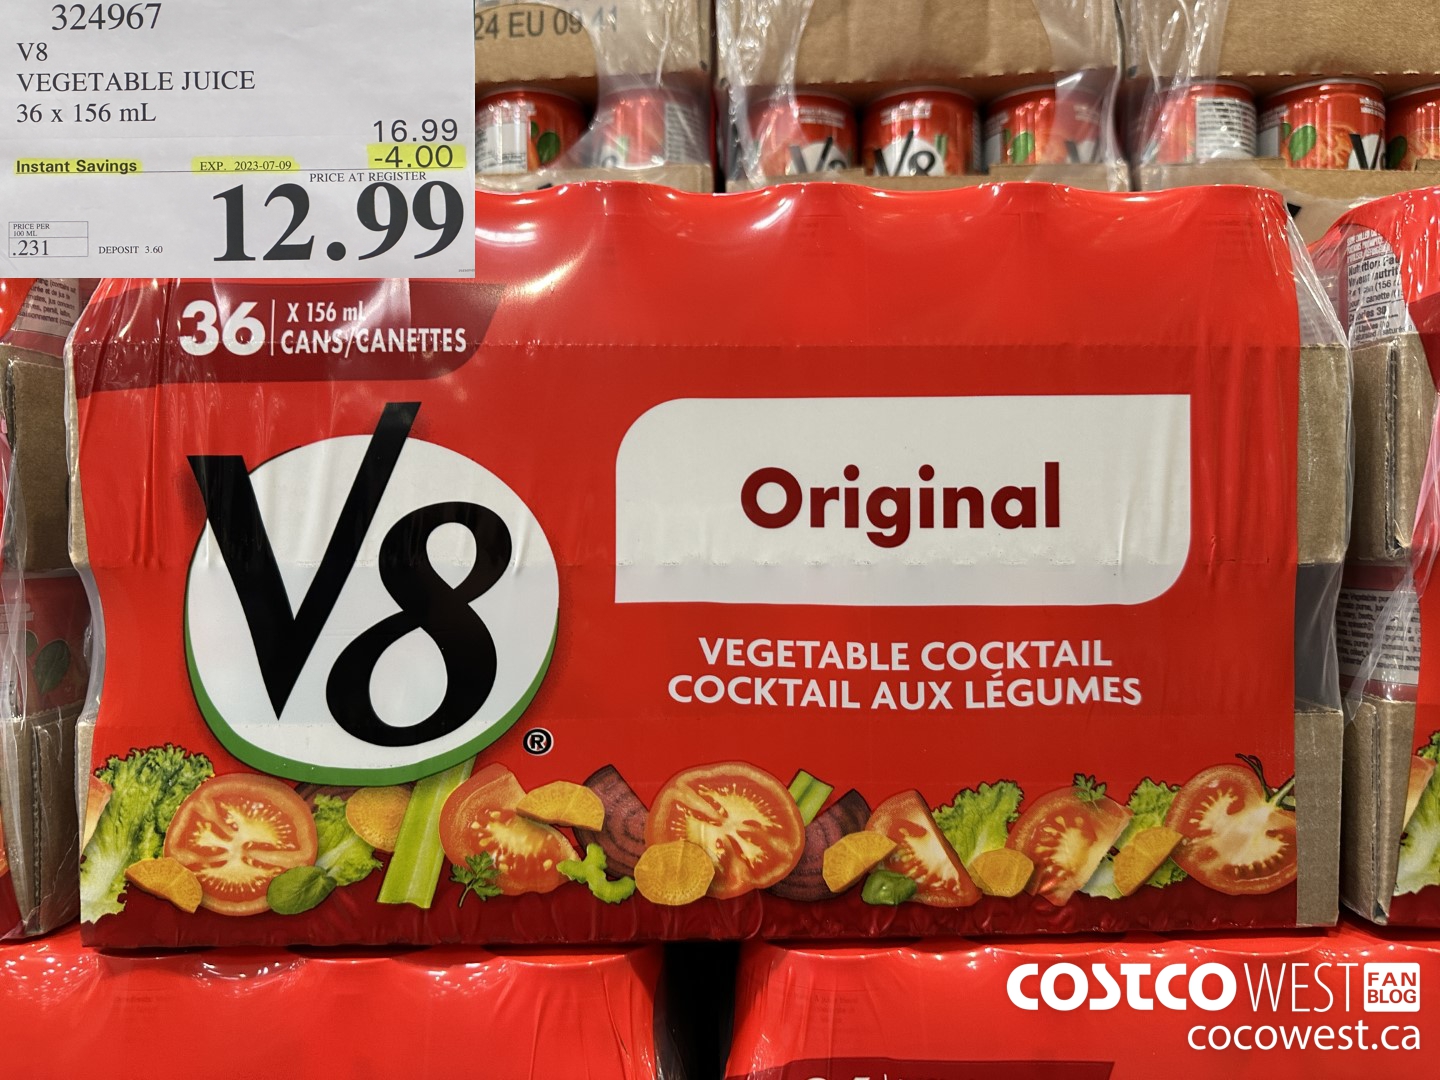 324967
V8
VEGETABLE JUICE
36 x 156 mL
16.99
Instant Savings EXP. 2023-07-09 -4.00
PRICE AT REGISTER
12.99
PRICE PER
100 ML
.231
DEPOSIT 3.60
24 EU 09 41
V8
36 X 156 mL
CANS/CANETTES
V8
®
Original
VEGETABLE COCKTAIL
COCKTAIL AUX LÉGUMES
COSTCO WEST FAN BLOG
cocowest.ca